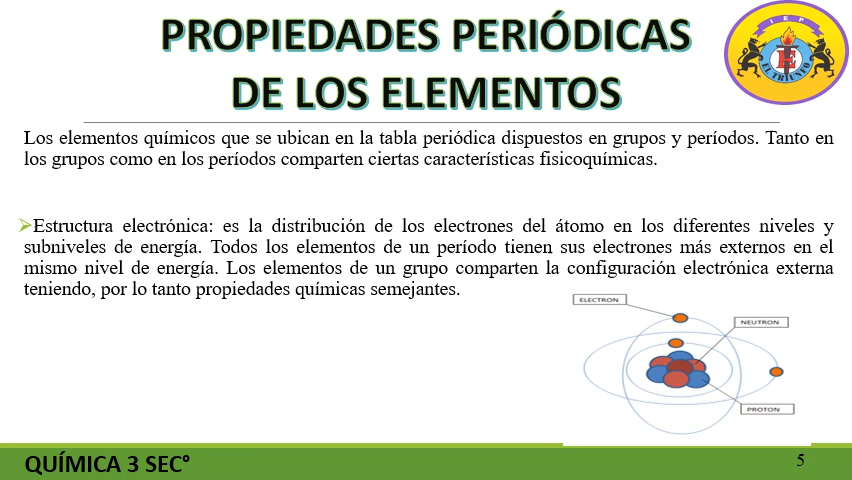 PROPIEDADES PERIÓDICAS
DE LOS ELEMENTOS
I E P
EL TRIUNFO
Los elementos químicos que se ubican en la tabla periódica dispuestos en grupos y períodos. Tanto en
los grupos como en los períodos comparten ciertas características fisicoquímicas.
Estructura electrónica: es la distribución de los electrones del átomo en los diferentes niveles y
subniveles de energía. Todos los elementos de un período tienen sus electrones más externos en el
mismo nivel de energía. Los elementos de un grupo comparten la configuración electrónica externa
teniendo, por lo tanto propiedades químicas semejantes.
ELECTRON
NEUTRON
PROTON
QUÍMICA 3 SEC°
5